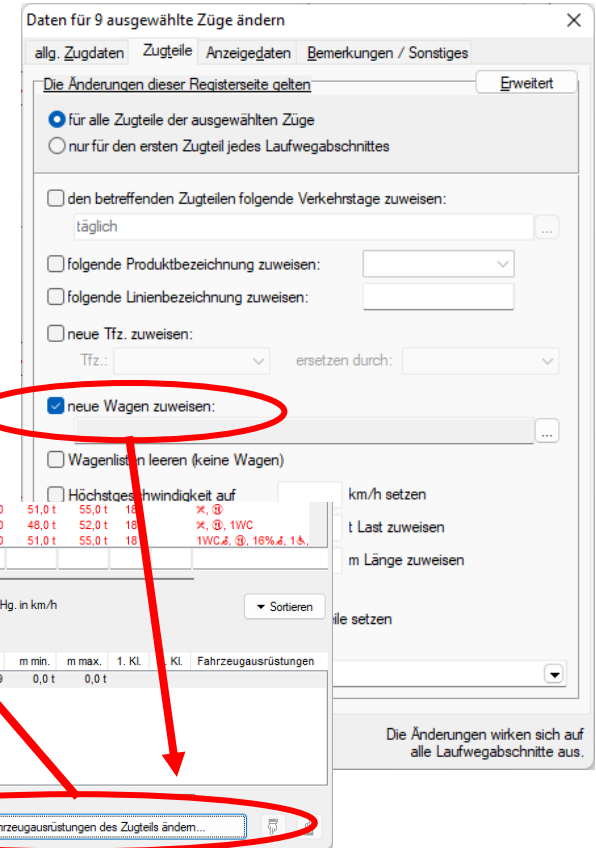 Daten für 9 ausgewählte Züge ändern
allg. Zugdaten Zugteile Anzeigedaten Bemerkungen / Sonstiges
Die Änderungen dieser Registerseite gelten Erweitert
für alle Zugteile der ausgewählten Züge
nur für den ersten Zugteil jedes Laufwegabschnittes
den betreffenden Zugteilen folgende Verkehrstage zuweisen:
täglich ...
folgende Produktbezeichnung zuweisen:
folgende Linienbezeichnung zuweisen:
neue Tfz. zuweisen:
Tfz.: ersetzen durch:
neue Wagen zuweisen:
...
Wagenlisten leeren (keine Wagen)
Höchstgeschwindigkeit auf km/h setzen
51,0 t 55,0 t
48,0 t 52,0 t 1WC t Last zuweisen
51,0 t 55,0 t 16%
m Länge zuweisen
Hg. in km/h Sortieren
setzen
m min. m max. 1. Kl. Kl. Fahrzeugausrüstungen
0,0 t 0,0 t
Die Änderungen wirken sich auf
alle Laufwegabschnitte aus.
hrzeugausrüstungen des Zugteils ändern...